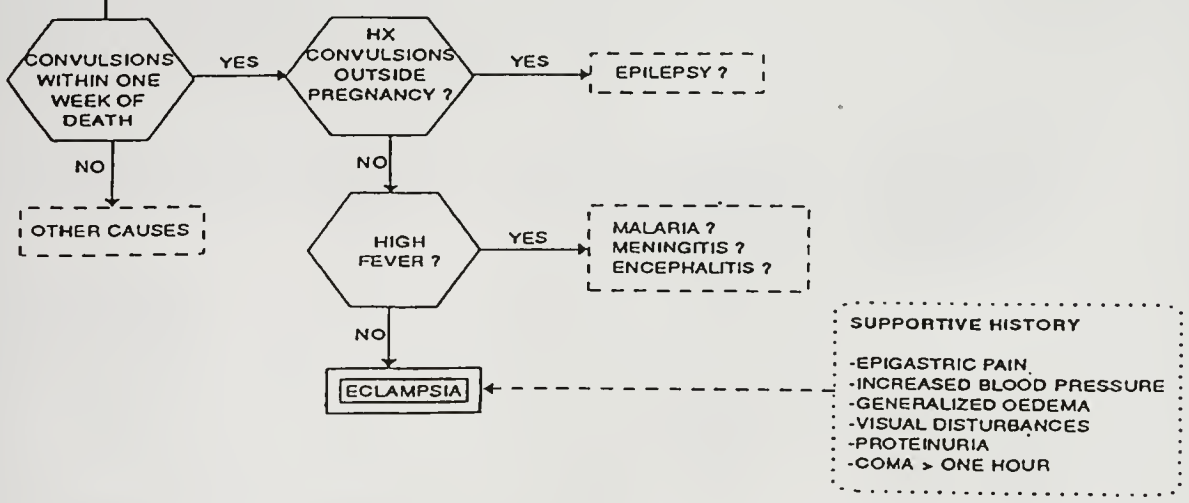 CONVULSIONS
WITHIN ONE
WEEK OF
DEATH
YES
HX
CONVULSIONS
OUTSIDE
PREGNANCY ?
YES
EPILEPSY ?
NO
OTHER CAUSES
NO
HIGH
FEVER ?
YES
MALARIA ?
MENINGITIS ?
ENCEPHALITIS ?
NO
ECLAMPSIA
SUPPORTIVE HISTORY
-EPIGASTRIC PAIN
-INCREASED BLOOD PRESSURE
-GENERALIZED OEDEMA
-VISUAL DISTURBANCES
-PROTEINURIA
-COMA > ONE HOUR